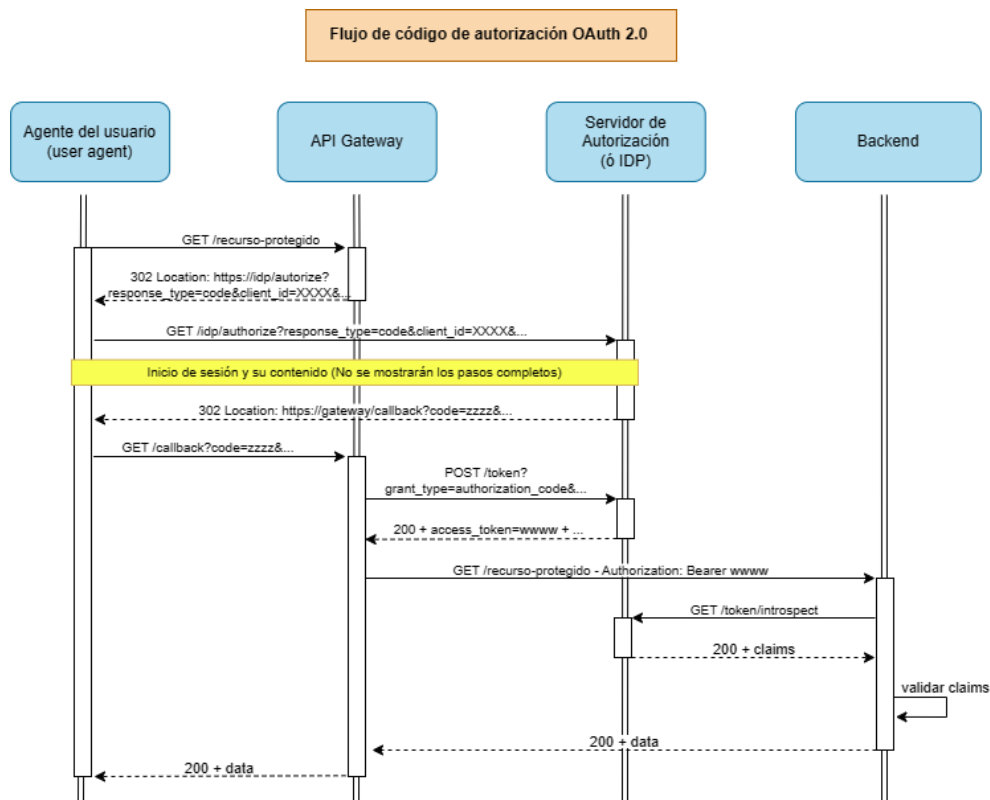 Flujo de código de autorización OAuth 2.0
Agente del usuario
(user agent)
API Gateway
Servidor de
Autorización
(ó IDP)
Backend
GET /recurso-protegido
302 Location: https://idp/autorize?
response_type=code&client_id=XXXX&...
GET /idp/authorize?response_type=code&client_id=XXXX&...
Inicio de sesión y su contenido (No se mostrarán los pasos completos)
302 Location: https://gateway/callback?code=zzzz&...
GET /callback?code=zzzz&...
POST /token?
grant_type=authorization_code&...
200 + access_token=wwww + ...
GET /recurso-protegido - Authorization: Bearer wwww
GET /token/introspect
200 + claims
validar claims
200 + data
200 + data